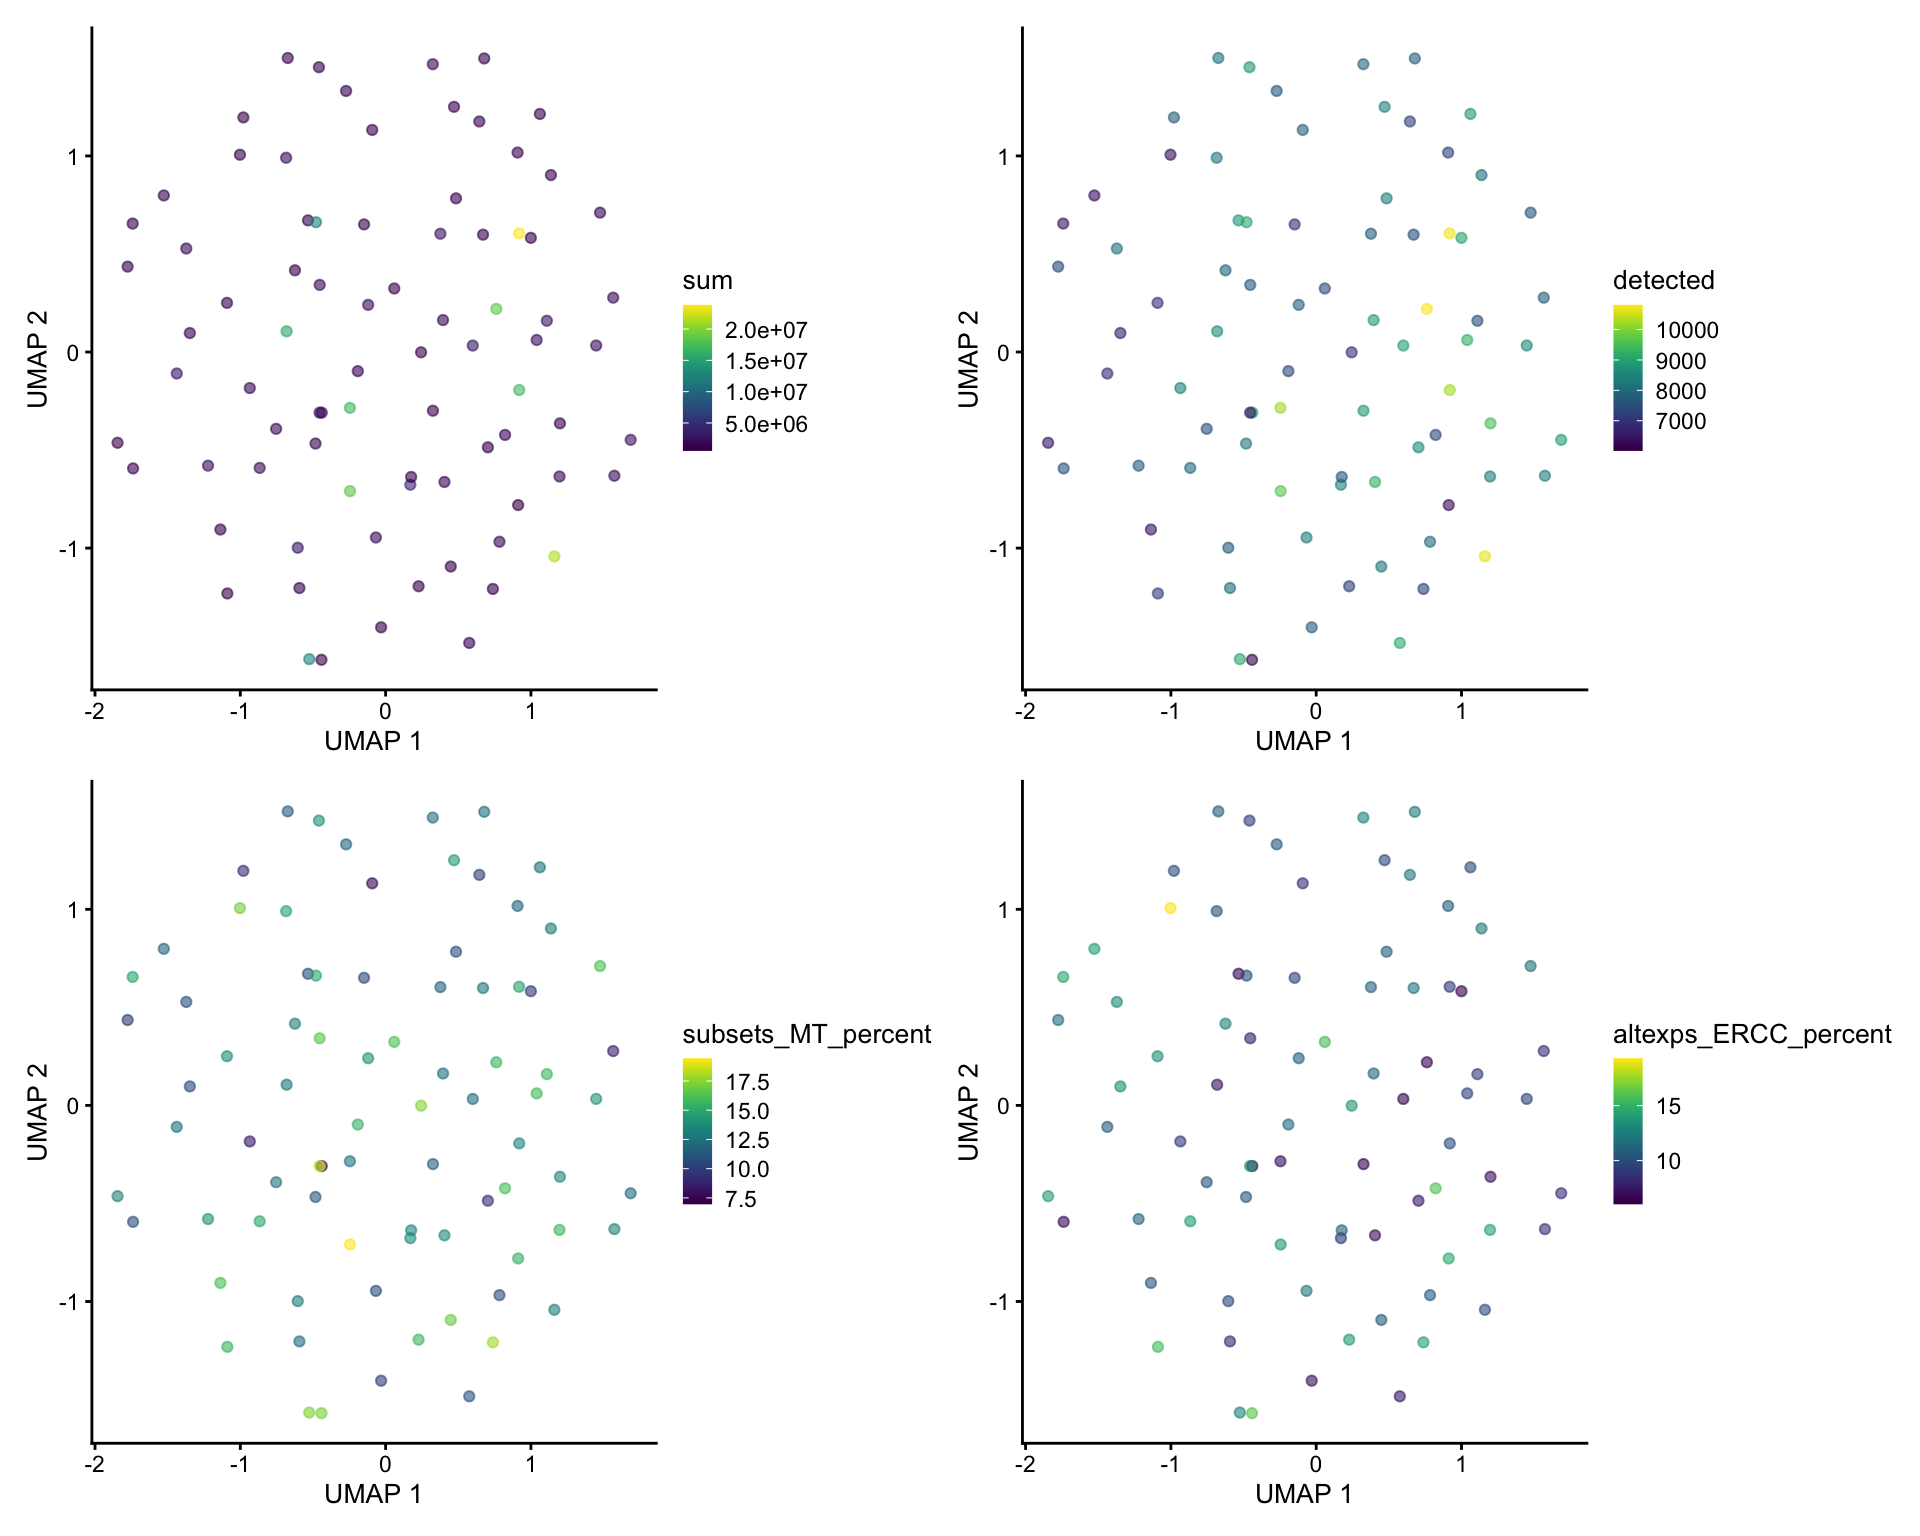 1
0
-1
-2
-1
0
1
UMAP 1
UMAP 2
sum
2.0e+07
1.5e+07
1.0e+07
5.0e+06
1
0
-1
-2
-1
0
1
UMAP 1
UMAP 2
detected
10000
9000
8000
7000
1
0
-1
-2
-1
0
1
UMAP 1
UMAP 2
subsets_MT_percent
17.5
15.0
12.5
10.0
7.5
1
0
-1
-2
-1
0
1
UMAP 1
UMAP 2
altexps_ERCC_percent
15
10